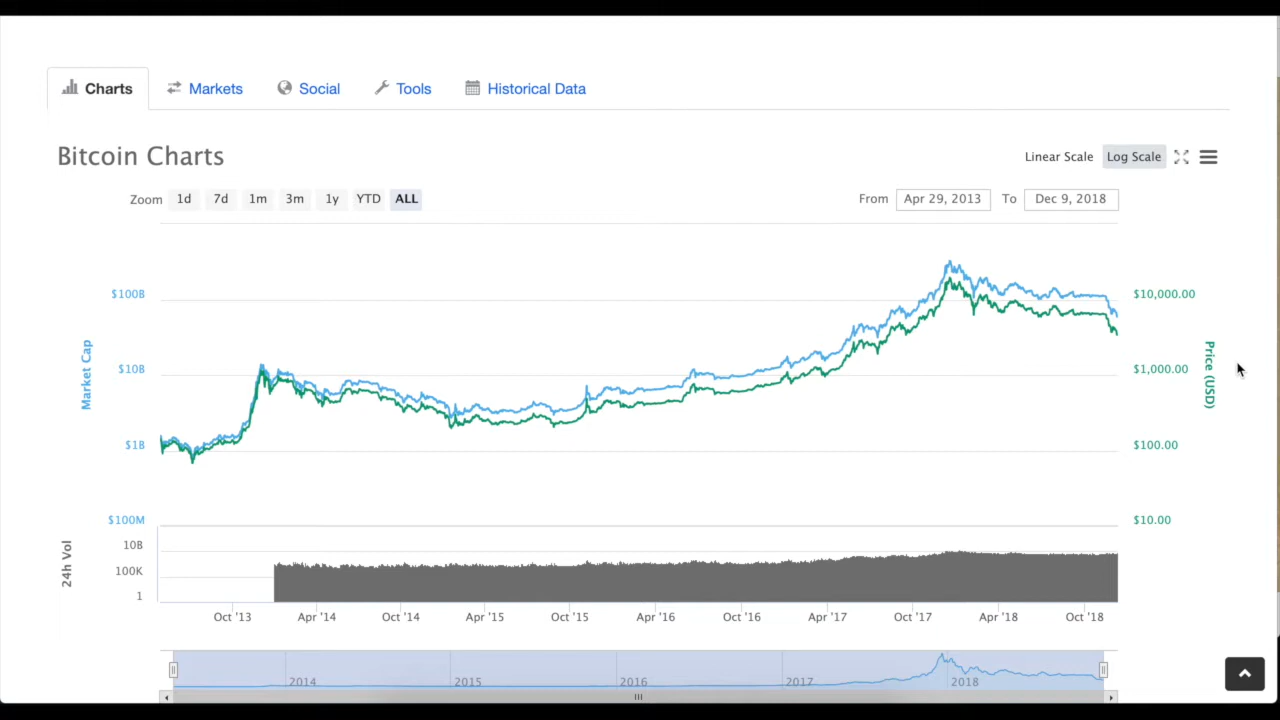 Charts Markets Social Tools Historical Data
Bitcoin Charts
Linear Scale Log Scale
Zoom 1d 7d 1m 3m 1y YTD ALL From Apr 29, 2013 To Dec 9, 2018
$100B $10,000.00
Market Cap
Price (USD)
$10B $1,000.00
$1B $100.00
$100M $10.00
24h Vol
10B
100K
1
Oct '13 Apr '14 Oct '14 Apr '15 Oct '15 Apr '16 Oct '16 Apr '17 Oct '17 Apr '18 Oct '18
2014 2015 2016 2017 2018